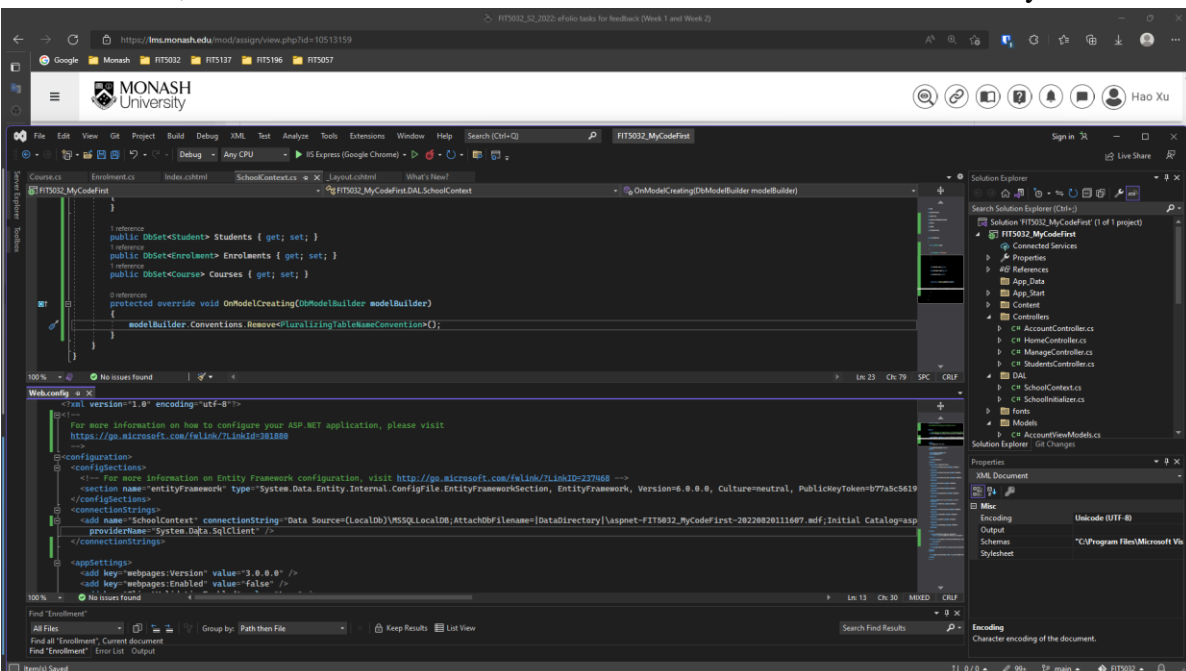 FIT5032_S2_2022: eFolio tasks for feedback (Week 1 and Week 2)
https://lms.monash.edu/mod/assign/view.php?id=10513159
Google Monash FIT5032 FIT5137 FIT5196 FIT5057
MONASH
University
Hao Xu
File Edit View Git Project Build Debug XML Test Analyze Tools Extensions Window Help Search (Ctrl+Q) FIT5032_MyCodeFirst Sign in
Debug Any CPU IIS Express (Google Chrome) Live Share
Server Explorer
Toolbox
Course.cs Enrolment.cs Index.cshtml SchoolContext.cs _Layout.cshtml What's New?
FIT5032_MyCodeFirst FIT5032_MyCodeFirst.DAL.SchoolContext OnModelCreating(DbModelBuilder modelBuilder)
{
}
1 reference
public DbSet<Student> Students { get; set; }
1 reference
public DbSet<Enrolment> Enrolments { get; set; }
1 reference
public DbSet<Course> Courses { get; set; }
0 references
protected override void OnModelCreating(DbModelBuilder modelBuilder)
{
modelBuilder.Conventions.Remove<PluralizingTableNameConvention>();
}
}
}
100% No issues found Ln: 23 Ch: 79 SPC CRLF
Web.config
<?xml version="1.0" encoding="utf-8"?>
<!--
For more information on how to configure your ASP.NET application, please visit
https://go.microsoft.com/fwlink/?LinkId=301880
-->
<configuration>
<configSections>
<!-- For more information on Entity Framework configuration, visit http://go.microsoft.com/fwlink/?LinkID=237468 -->
<section name="entityFramework" type="System.Data.Entity.Internal.ConfigFile.EntityFrameworkSection, EntityFramework, Version=6.0.0.0, Culture=neutral, PublicKeyToken=b77a5c5619
</configSections>
<connectionStrings>
<add name="SchoolContext" connectionString="Data Source=(LocalDb)\MSSQLLocalDB;AttachDbFilename=|DataDirectory|\aspnet-FIT5032_MyCodeFirst-20220820111607.mdf;Initial Catalog=asp
providerName="System.Data.SqlClient" />
</connectionStrings>
<appSettings>
<add key="webpages:Version" value="3.0.0.0" />
<add key="webpages:Enabled" value="false" />
100% No issues found Ln: 13 Ch: 30 MIXED CRLF
Find "Enrollment"
All Files Group by: Path then File Keep Results List View Search Find Results
Find all "Enrollment", Current document
Find "Enrollment" Error List Output
Item(s) Saved 0 / 0 99+ main FIT5032
Solution Explorer
Search Solution Explorer (Ctrl+;)
Solution 'FIT5032_MyCodeFirst' (1 of 1 project)
FIT5032_MyCodeFirst
Connected Services
Properties
References
App_Data
App_Start
Content
Controllers
C# AccountController.cs
C# HomeController.cs
C# ManageController.cs
C# StudentsController.cs
DAL
C# SchoolContext.cs
C# SchoolInitializer.cs
fonts
Models
C# AccountViewModels.cs
Solution Explorer Git Changes
Properties
XML Document
Misc
Encoding Unicode (UTF-8)
Output
Schemas "C:\Program Files\Microsoft Vis
Stylesheet
Encoding
Character encoding of the document.